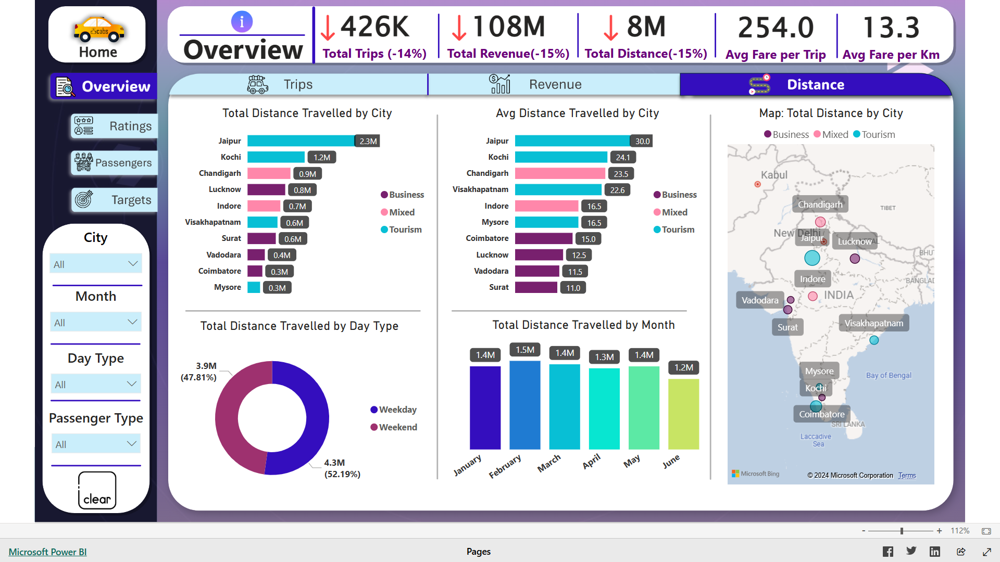 cabs
Home
Overview
Ratings
Passengers
Targets
City
All
Month
All
Day Type
All
Passenger Type
All
clear
i
Overview
426K
Total Trips (-14%)
108M
Total Revenue(-15%)
8M
Total Distance(-15%)
254.0
Avg Fare per Trip
13.3
Avg Fare per Km
Trips
Revenue
Distance
Total Distance Travelled by City
Jaipur 2.3M
Kochi 1.2M
Chandigarh 0.9M
Lucknow 0.8M
Indore 0.7M
Visakhapatnam 0.6M
Surat 0.6M
Vadodara 0.4M
Coimbatore 0.3M
Mysore 0.3M
Business
Mixed
Tourism
Avg Distance Travelled by City
Jaipur 30.0
Kochi 24.1
Chandigarh 23.5
Visakhapatnam 22.6
Indore 16.5
Mysore 16.5
Coimbatore 15.0
Lucknow 12.5
Vadodara 11.5
Surat 11.0
Business
Mixed
Tourism
Map: Total Distance by City
Business Mixed Tourism
Kabul
Chandigarh
TIBET
New Delhi
Jaipur
Lucknow
NEPAL
BHU
Indore
BANGLAD
INDIA
Vadodara
Surat
Visakhapatnam
Mysore
Bay of Bengal
Kochi
Coimbatore
SRI LANKA
Laccadive
Sea
Microsoft Bing
© 2024 Microsoft Corporation Terms
Total Distance Travelled by Day Type
3.9M
(47.81%)
4.3M
(52.19%)
Weekday
Weekend
Total Distance Travelled by Month
1.4M
1.5M
1.4M
1.3M
1.4M
1.2M
January
February
March
April
May
June
- + 112%
Microsoft Power BI
Pages